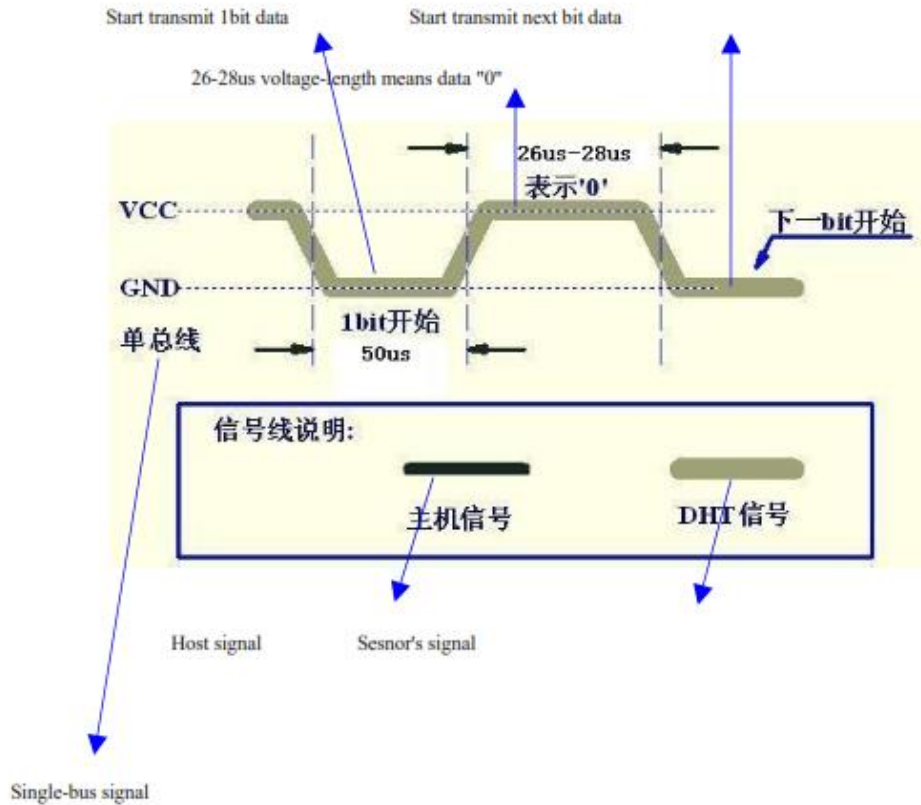 Start transmit 1bit data
Start transmit next bit data
26-28us voltage-length means data "0"
26us-28us
表示'0'
VCC
下一bit开始
GND
1bit开始
单总线
50us
信号线说明:
主机信号
DHT信号
Host signal
Sesnor's signal
Single-bus signal